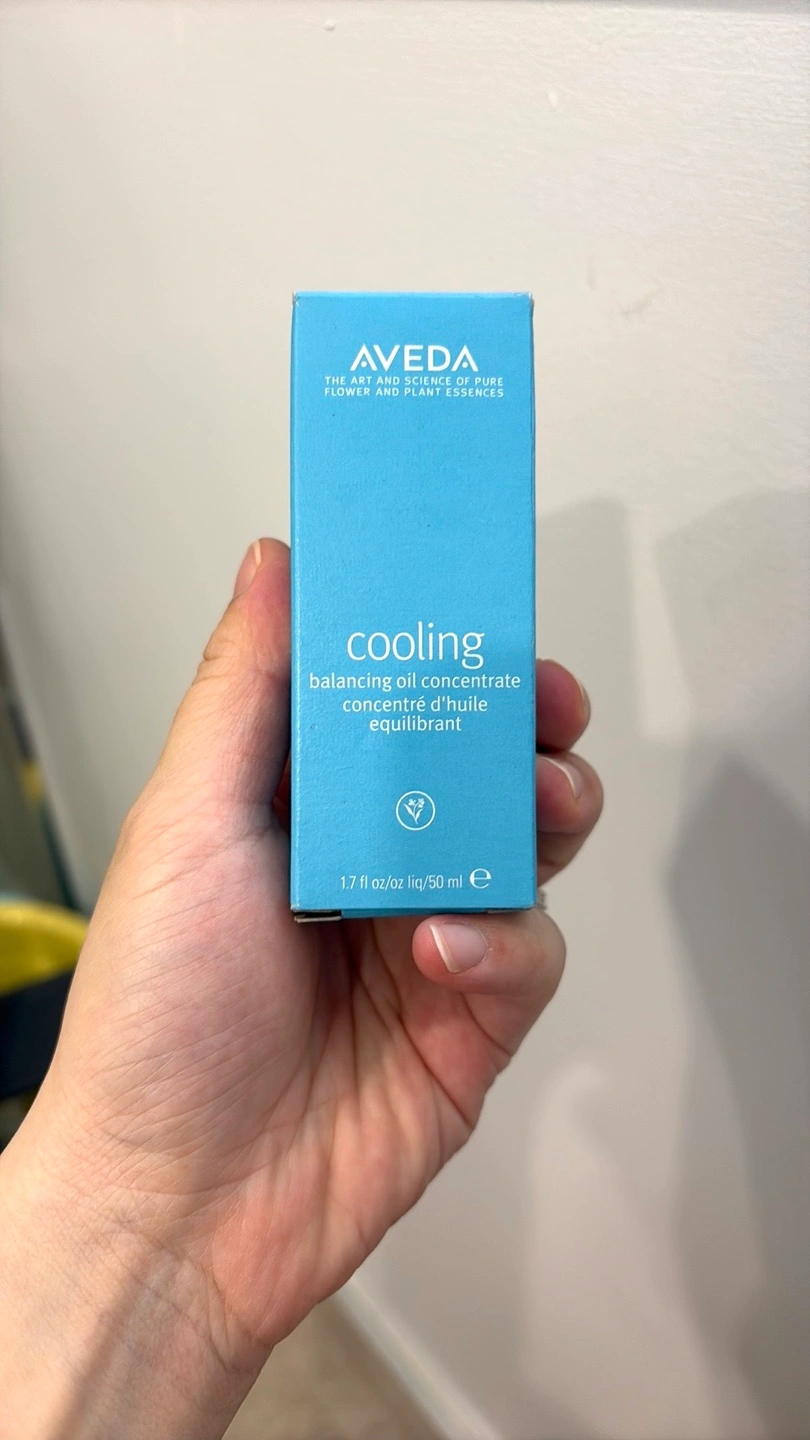 AVEDA
THE ART AND SCIENCE OF PURE
FLOWER AND PLANT ESSENCES
cooling
balancing oil concentrate
concentré d'huile
equilibrant
1.7 fl oz/oz liq/50 ml ℮